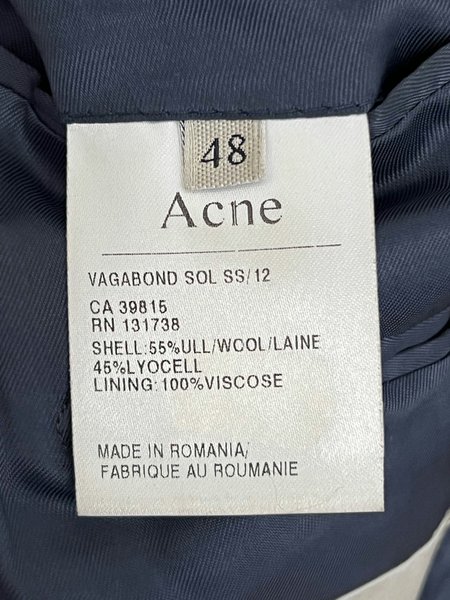 48
Acne
VAGABOND SOL SS/12
CA 39815
RN 131738
SHELL:55%ULL/WOOL/LAINE
45%LYOCELL
LINING:100%VISCOSE
MADE IN ROMANIA/
FABRIQUE AU ROUMANIE